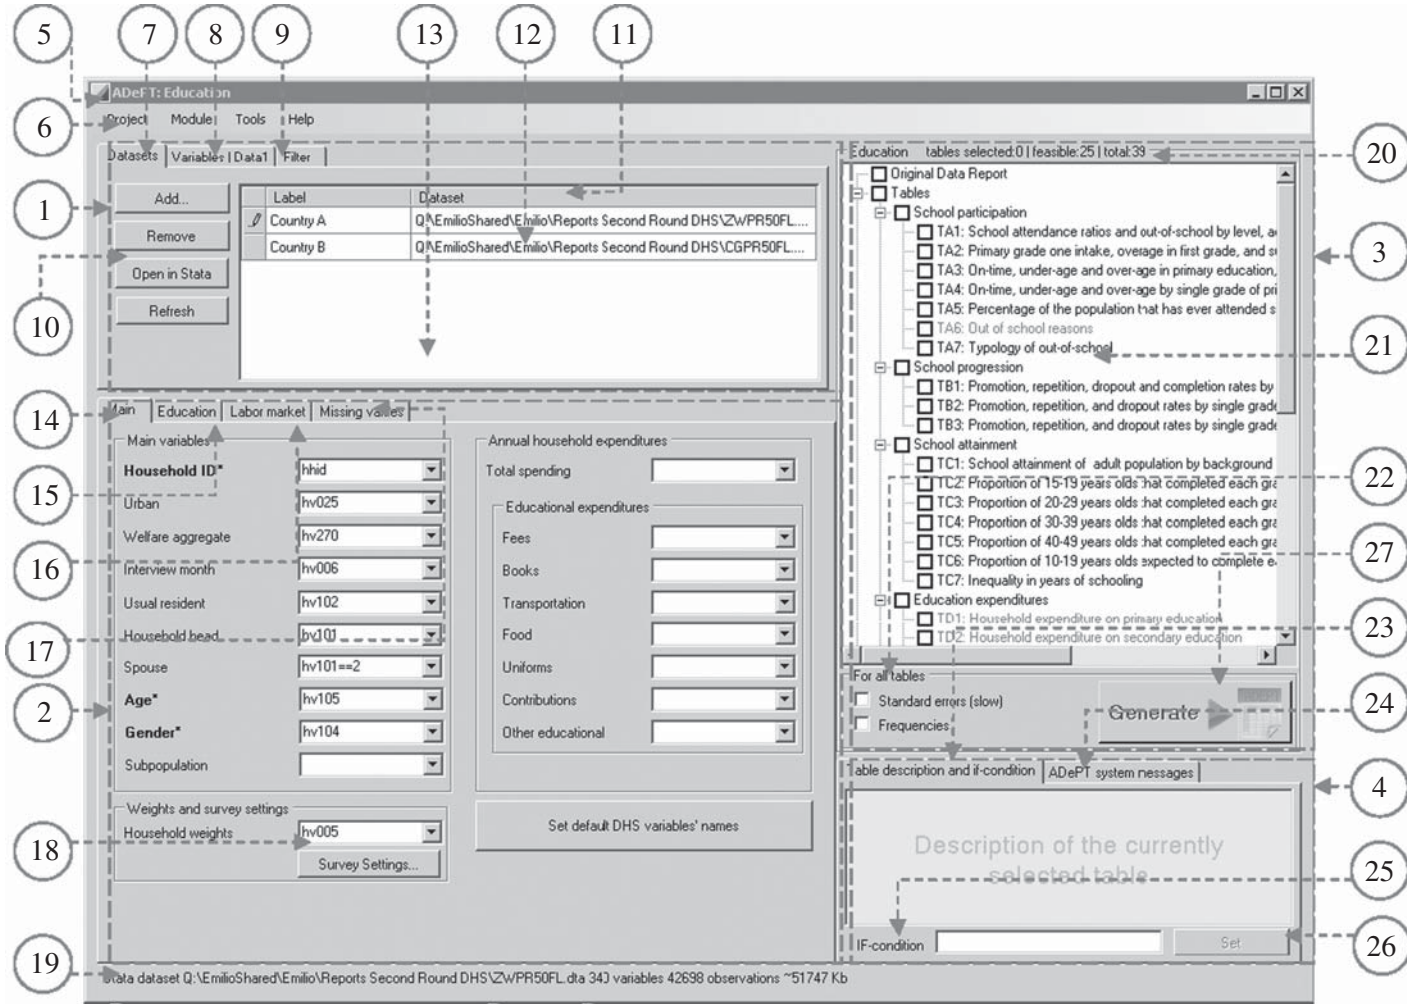 5
7
8
9
13
12
11
ADePT: Education
6
Project Module Tools Help
Datasets Variables | Data1 Filter
Education tables selected:0 | feasible:25 | total:39
20
1
Add...
Remove
Open in Stata
Refresh
10
Label Dataset
Country A Q:\EmilioShared\Emilio\Reports Second Round DHS\ZWPR50FL....
Country B Q:\EmilioShared\Emilio\Reports Second Round DHS\CGPR50FL....
Original Data Report
Tables
School participation
TA1: School attendance ratios and out-of-school by level, ac
TA2: Primary grade one intake, overage in first grade, and su
TA3: On-time, under-age and over-age in primary education,
TA4: On-time, under-age and over-age by single grade of pri
TA5: Percentage of the population that has ever attended s
TA6: Out of school reasons
TA7: Typology of out-of-school
School progression
TB1: Promotion, repetition, dropout and completion rates by
TB2: Promotion, repetition, and dropout rates by single grade
TB3: Promotion, repetition, and dropout rates by single grade
School attainment
TC1: School attainment of adult population by background
TC2: Proportion of 15-19 years olds that completed each gra
TC3: Proportion of 20-29 years olds that completed each gra
TC4: Proportion of 30-39 years olds that completed each gra
TC5: Proportion of 40-49 years olds that completed each gra
TC6: Proportion of 10-19 years olds expected to complete ea
TC7: Inequality in years of schooling
Education expenditures
TD1: Household expenditure on primary education
TD2: Household expenditure on secondary education
3
21
22
27
23
14
Main Education Labor market Missing values
15
16
17
2
Main variables
Household ID* hhid
Urban hv025
Welfare aggregate hv270
Interview month hv006
Usual resident hv102
Household head hv101
Spouse hv101==2
Age* hv105
Gender* hv104
Subpopulation
Annual household expenditures
Total spending
Educational expenditures
Fees
Books
Transportation
Food
Uniforms
Contributions
Other educational
For all tables
Standard errors (slow)
Frequencies
Generate
24
Table description and if-condition ADePT system messages
4
Weights and survey settings
Household weights hv005
Survey Settings...
18
Set default DHS variables' names
Description of the currently
selected table
25
IF-condition Set
26
19
Stata dataset Q:\EmilioShared\Emilio\Reports Second Round DHS\ZWPR50FL.dta 340 variables 42698 observations ~51747 Kb